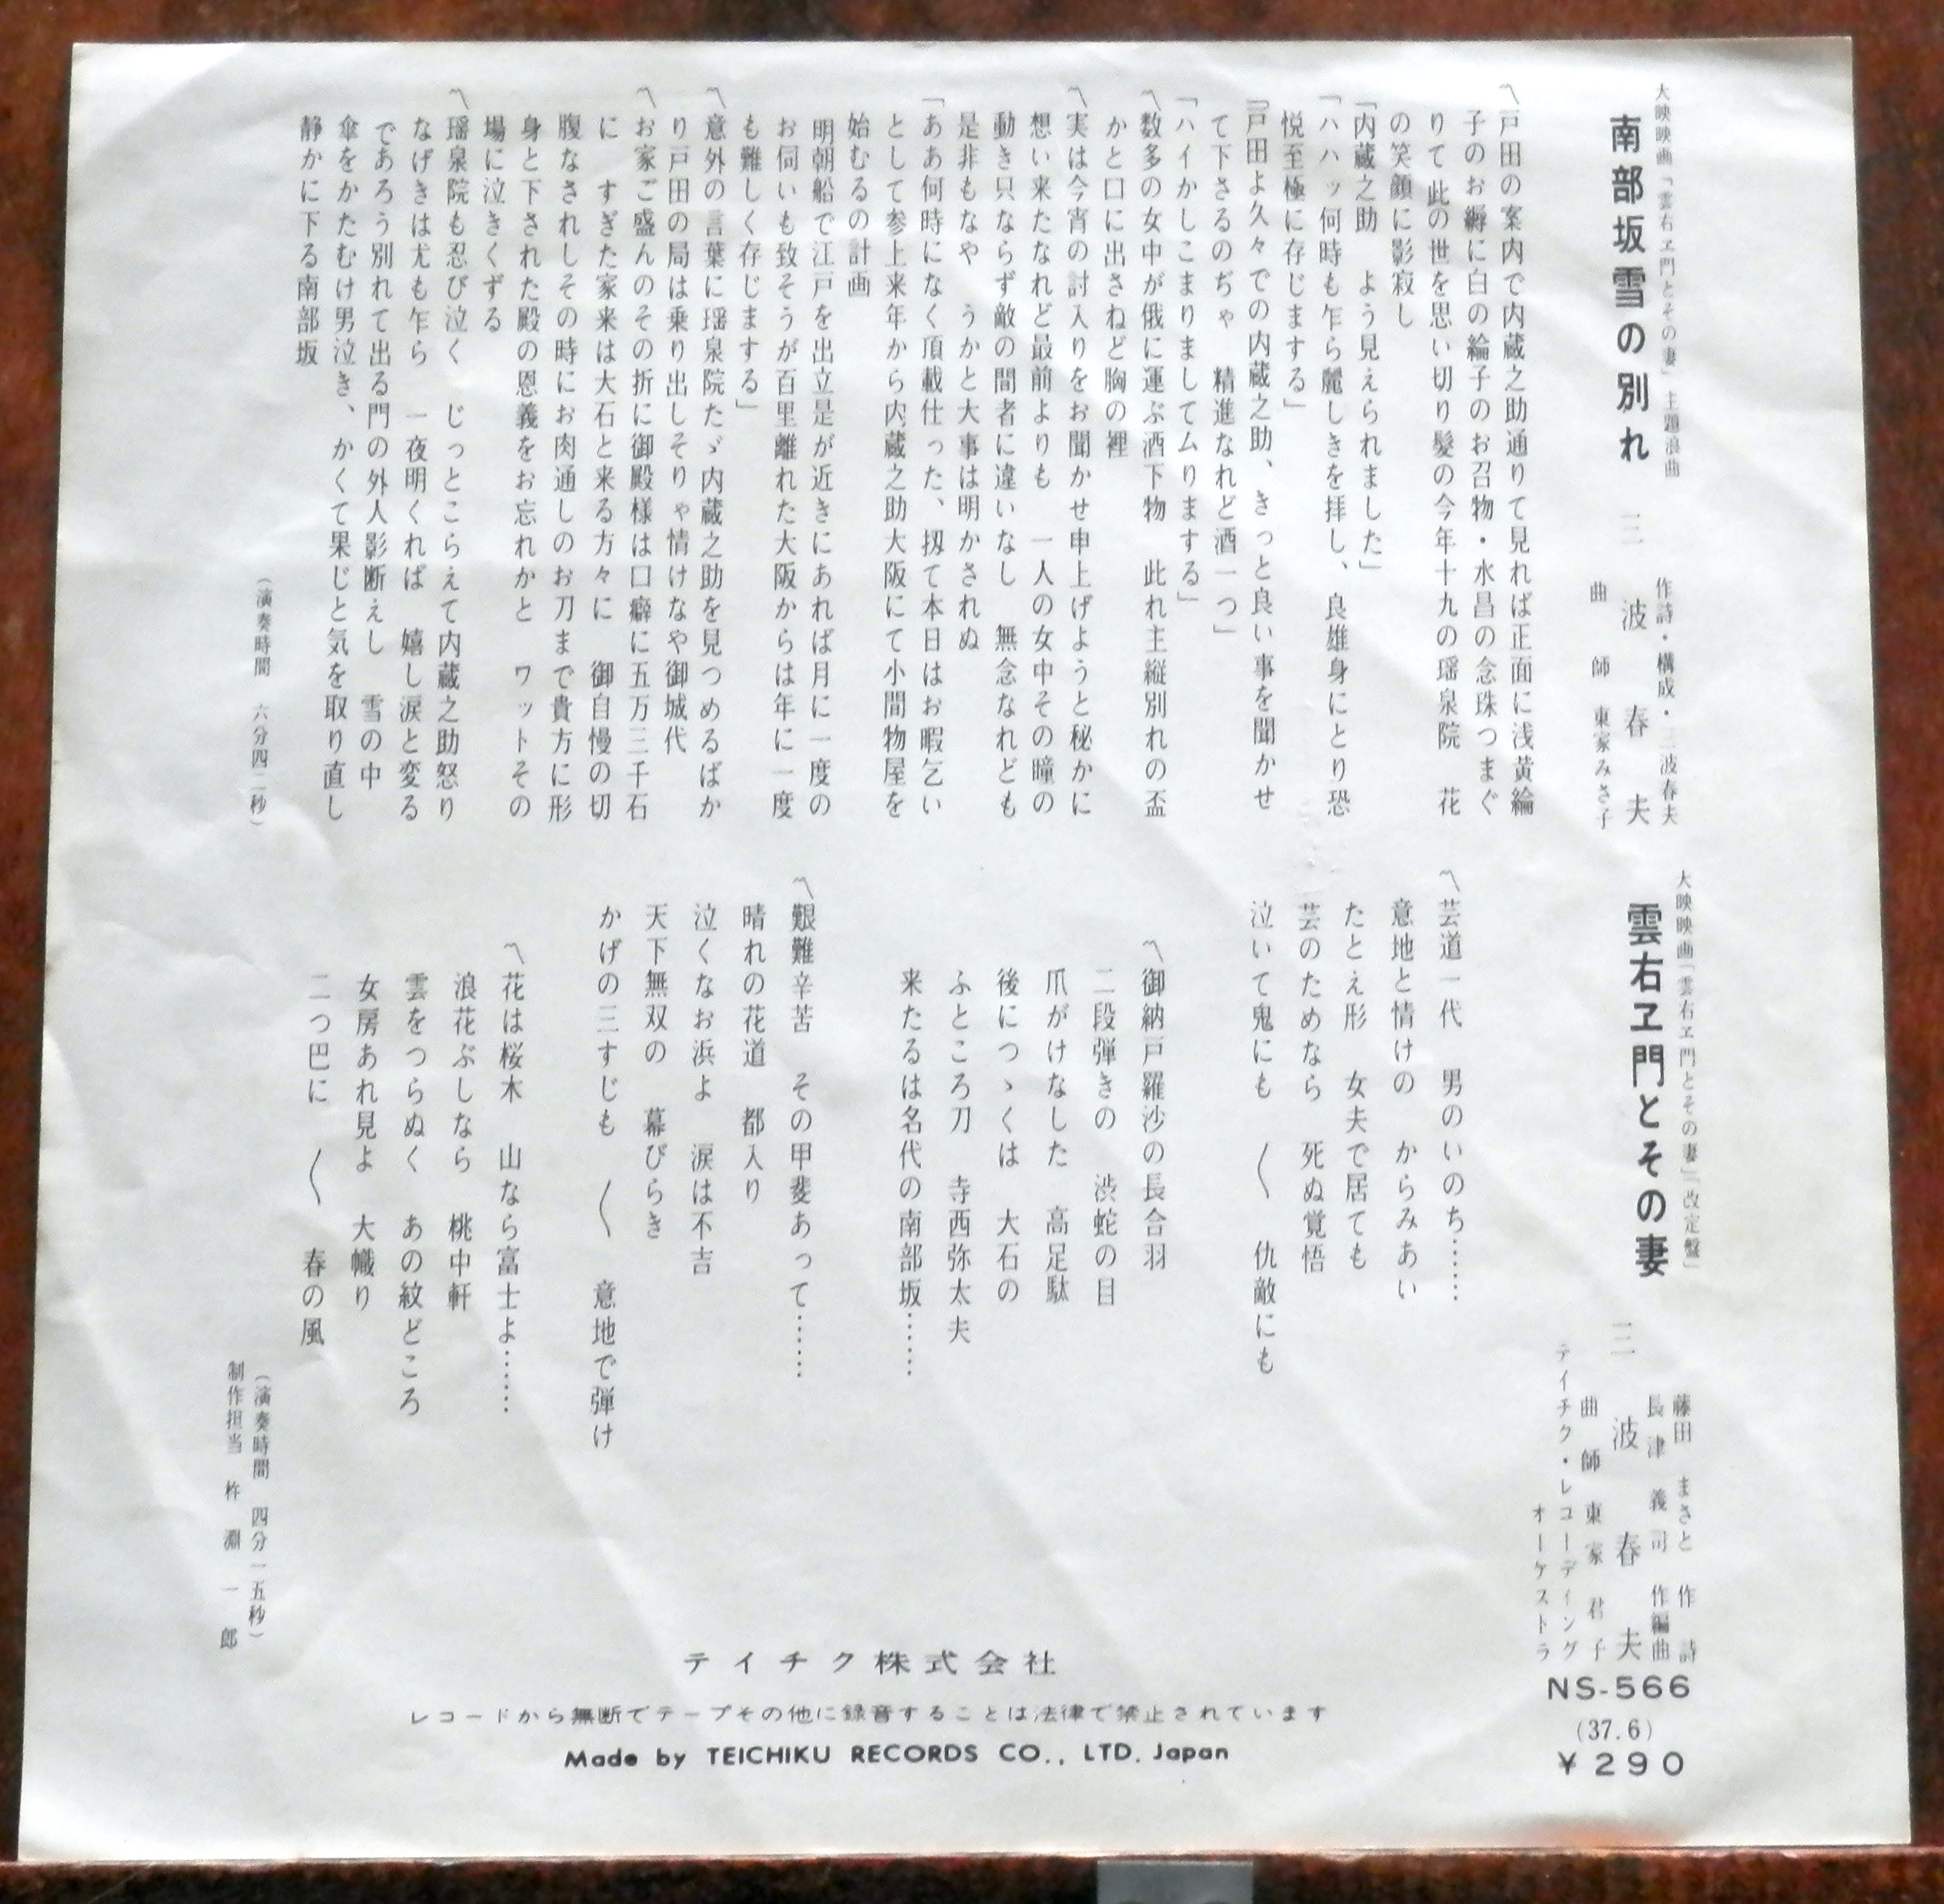 大映映画「雲右ヱ門とその妻」主題浪曲
南部坂雪の別れ
作詩・構成・三波春夫
三波春夫
曲師 東家みさ子
〽戸田の案内で内蔵之助通りて見れば正面に浅黄綸
子のお褥に白の綸子のお召物・水昌の念珠つまぐ
りて此の世を思い切り髪の今年十九の瑶泉院 花
の笑顔に影寂し
「内蔵之助 よう見えられました」
「ハハッ何時も乍ら麗しきを拝し、良雄身にとり恐
悦至極に存じまする」
「戸田よ久々での内蔵之助、きっと良い事を聞かせ
て下さるのぢゃ 精進なれど酒一つ」
「ハイかしこまりましてムりまする」
〽数多の女中が俄に運ぶ酒下物 此れ主縦別れの盃
かと口に出さねど胸の裡
〽実は今宵の討入りをお聞かせ申上げようと秘かに
想い来たなれど最前よりも 一人の女中その瞳の
動き只ならず敵の間者に違いなし 無念なれども
是非もなや うかと大事は明かされぬ
「ああ何時になく頂載仕った、扨て本日はお暇乞い
として参上来年から内蔵之助大阪にて小間物屋を
始むるの計画
明朝船で江戸を出立是が近きにあれば月に一度の
お伺いも致そうが百里離れた大阪からは年に一度
も難しく存じまする」
〽意外の言葉に瑶泉院たゞ内蔵之助を見つめるばか
り戸田の局は乗り出しそりゃ情けなや御城代
〽お家ご盛んのその折に御殿様は口癖に五万三千石
に すぎた家来は大石と来る方々に 御自慢の切
腹なされしその時にお肉通しのお刀まで貴方に形
身と下された殿の恩義をお忘れかと ワットその
場に泣きくずる
〽瑶泉院も忍び泣く じっとこらえて内蔵之助怒り
なげきは尤も乍ら 一夜明くれば 嬉し涙と変る
であろう別れて出る門の外人影断えし 雪の中
傘をかたむけ男泣き、かくて果じと気を取り直し
静かに下る南部坂
(演奏時間 六分四二秒)
大映映画「雲右ヱ門とその妻」「改定盤」
雲右ヱ門とその妻
藤田まさと 作詩
長津義司 作編曲
三波春夫
曲師 東家君子
テイチク・レコーディング
オーケストラ
〽芸道一代 男のいのち……
意地と情けの からみあい
たとえ形 女夫で居ても
芸のためなら 死ぬ覚悟
泣いて鬼にも 〳〵 仇敵にも
〽御納戸羅沙の長合羽
二段弾きの 渋蛇の目
爪がけなした 高足駄
後につゝくは 大石の
ふところ刀 寺西弥太夫
来たるは名代の南部坂……
〽艱難辛苦 その甲斐あって……
晴れの花道 都入り
泣くなお浜よ 涙は不吉
天下無双の 幕びらき
かげの三すじも 〳〵 意地で弾け
〽花は桜木 山なら富士よ……
浪花ぶしなら 桃中軒
雲をつらぬく あの紋どころ
女房あれ見よ 大幟り
二つ巴に 〳〵 春の風
(演奏時間 四分一五秒)
制作担当 杵淵一郎
NS-566
(37.6)
¥290
テイチク株式会社
レコードから無断でテープその他に録音することは法律で禁止されています
Made by TEICHIKU RECORDS CO., LTD. Japan